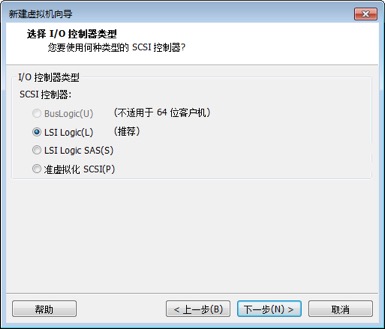 新建虚拟机向导
选择 I/O 控制器类型
您要使用何种类型的 SCSI 控制器?
I/O 控制器类型
SCSI 控制器:
BusLogic(U) (不适用于 64 位客户机)
LSI Logic(L) (推荐)
LSI Logic SAS(S)
准虚拟化 SCSI(P)
帮助 < 上一步(B) 下一步(N) > 取消